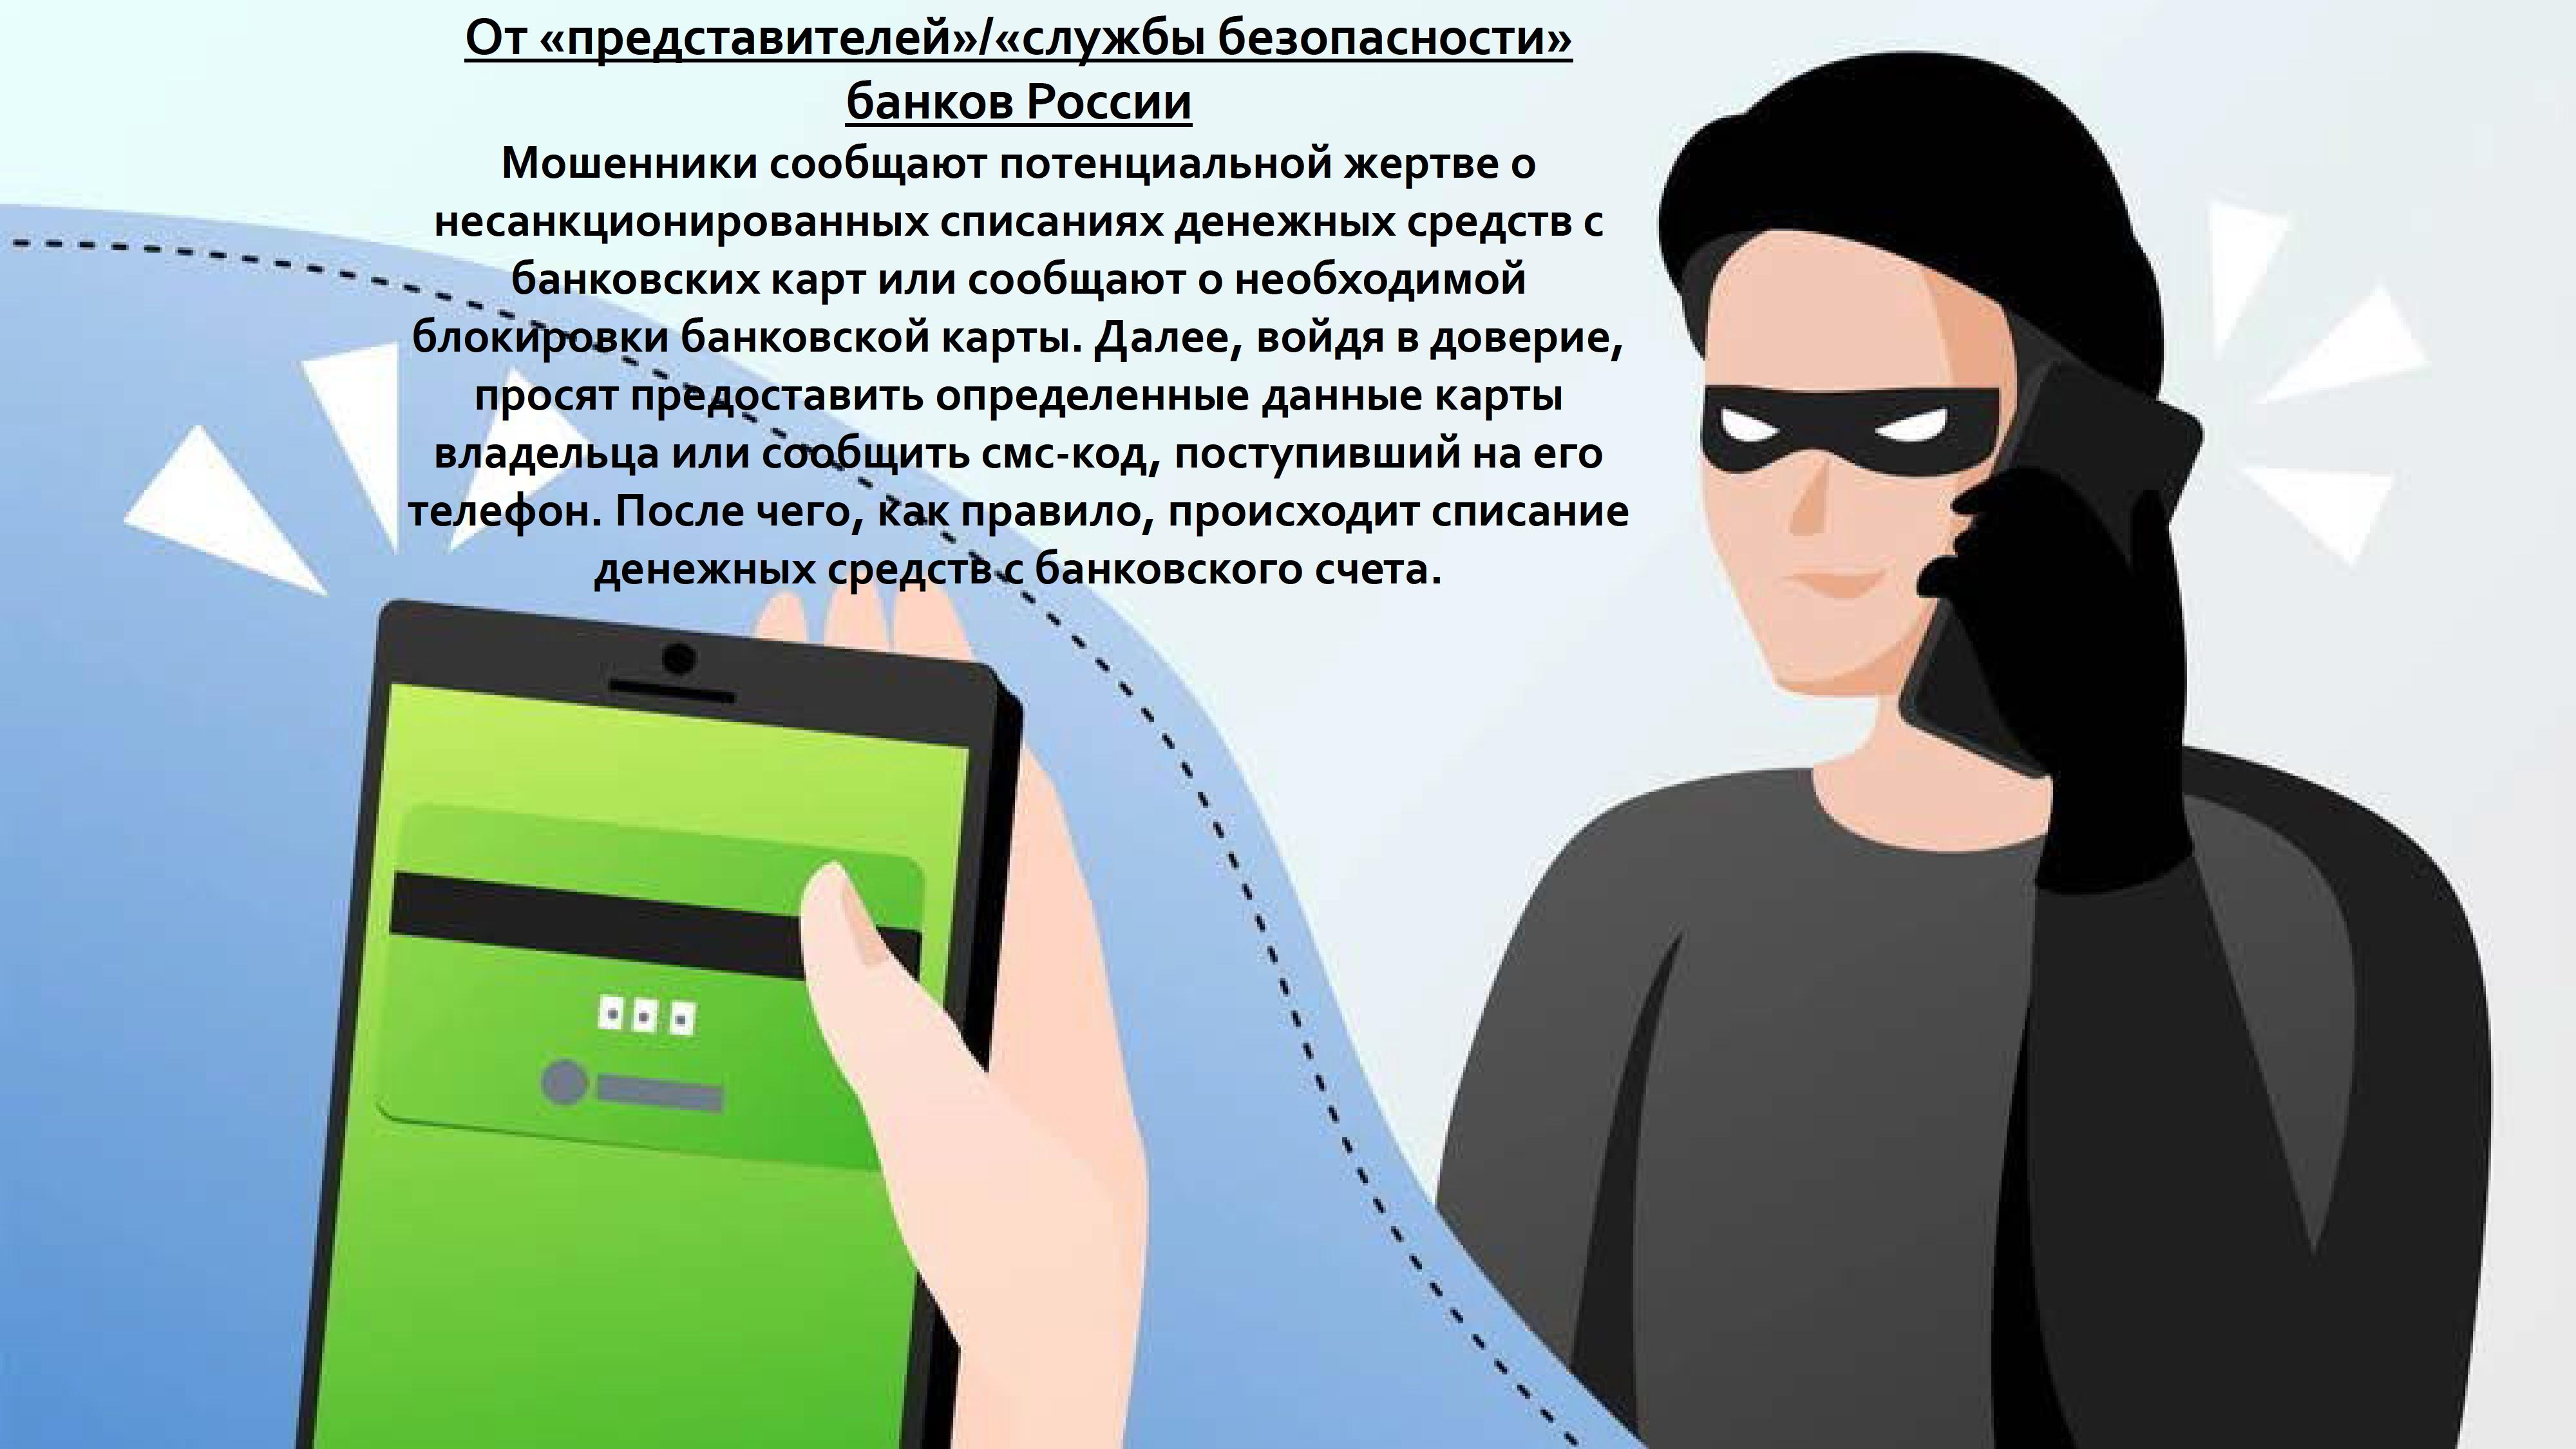 От «представителей»/«службы безопасности»
банков России
Мошенники сообщают потенциальной жертве о
несанкционированных списаниях денежных средств с
банковских карт или сообщают о необходимой
блокировки банковской карты. Далее, войдя в доверие,
просят предоставить определенные данные карты
владельца или сообщить смс-код, поступивший на его
телефон. После чего, как правило, происходит списание
денежных средств с банковского счета.